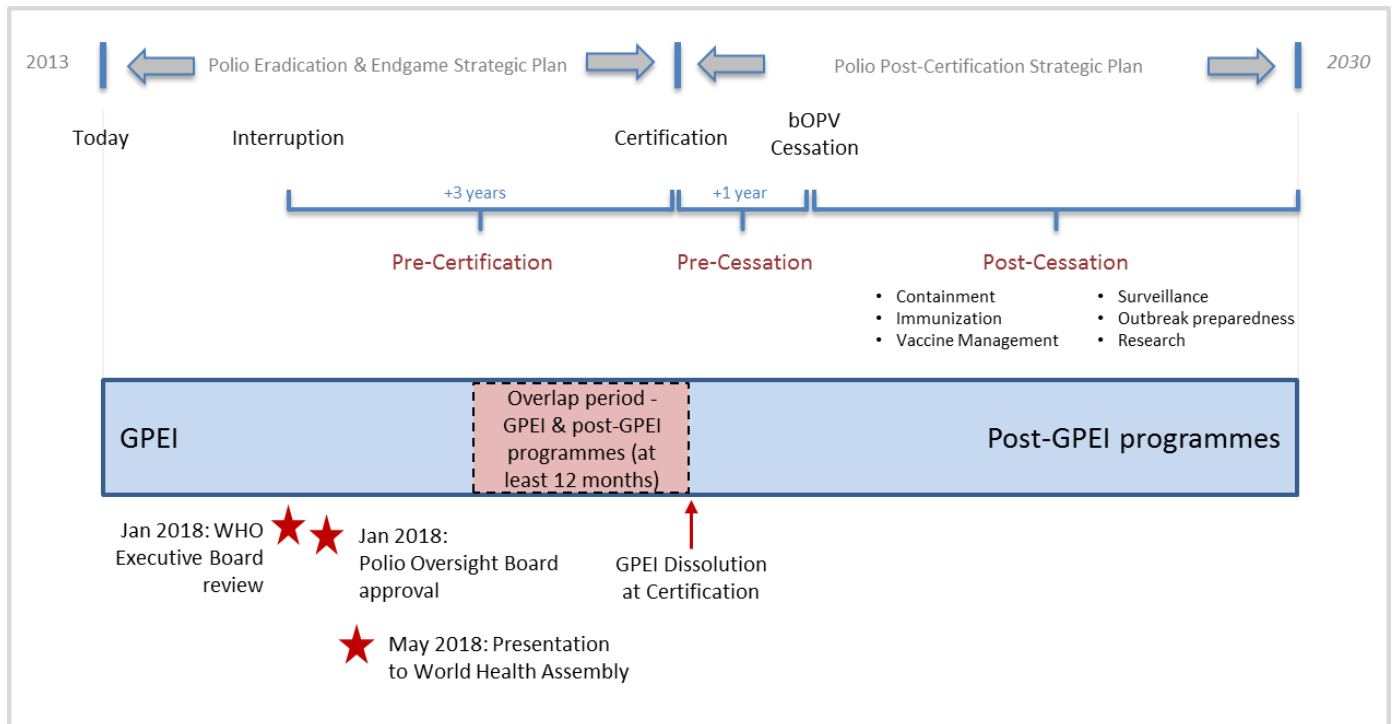 2013
Polio Eradication & Endgame Strategic Plan
Polio Post-Certification Strategic Plan
2030
Today
Interruption
Certification
bOPV
Cessation
+3 years
+1 year
Pre-Certification
Pre-Cessation
Post-Cessation
• Containment
• Immunization
• Vaccine Management
• Surveillance
• Outbreak preparedness
• Research
GPEI
Overlap period -
GPEI & post-GPEI
programmes (at
least 12 months)
Post-GPEI programmes
Jan 2018: WHO
Executive Board
review
Jan 2018:
Polio Oversight Board
approval
GPEI Dissolution
at Certification
May 2018: Presentation
to World Health Assembly